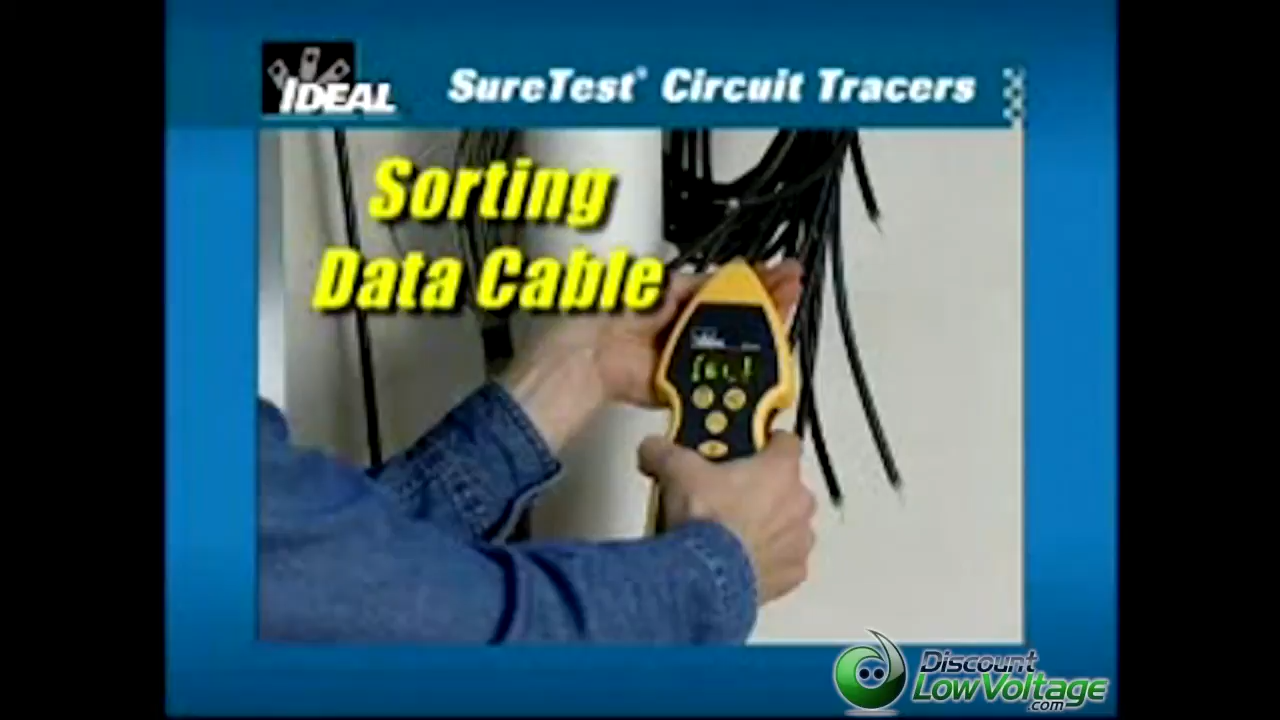 IDEAL
SureTest® Circuit Tracers
Sorting
Data Cable
Discount
LowVoltage
.com